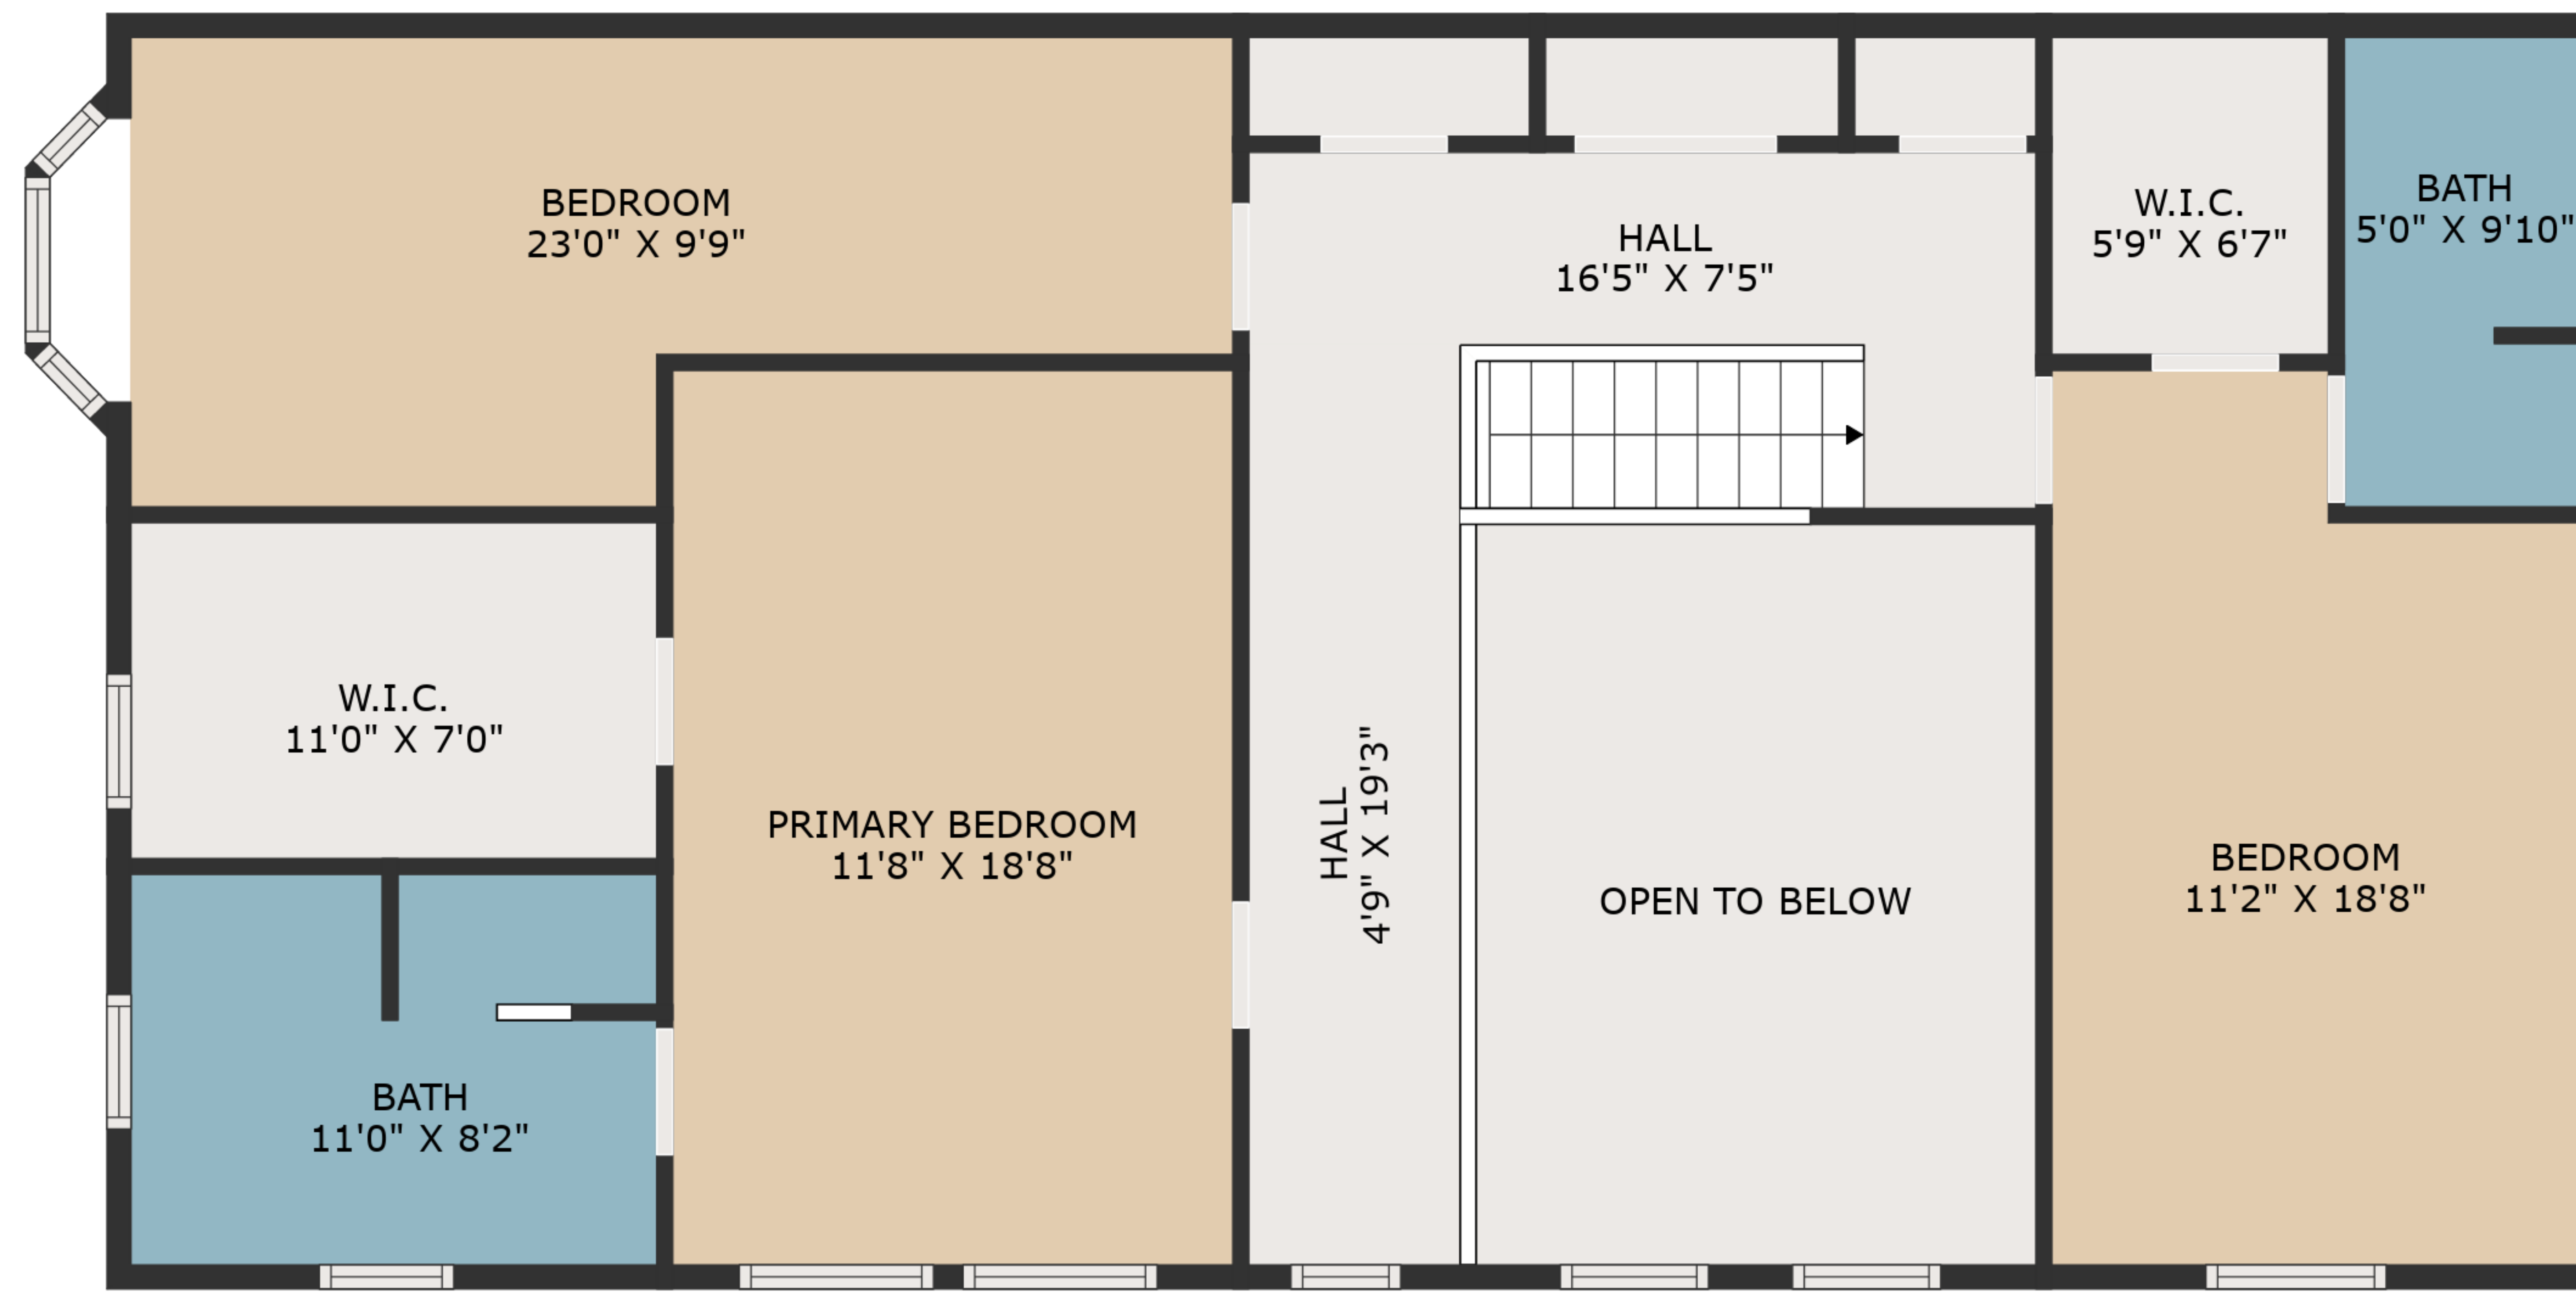 BEDROOM
23'0" X 9'9"
HALL
16'5" X 7'5"
W.I.C.
5'9" X 6'7"
BATH
5'0" X 9'10"
W.I.C.
11'0" X 7'0"
PRIMARY BEDROOM
11'8" X 18'8"
HALL
4'9" X 19'3"
OPEN TO BELOW
BEDROOM
11'2" X 18'8"
BATH
11'0" X 8'2"